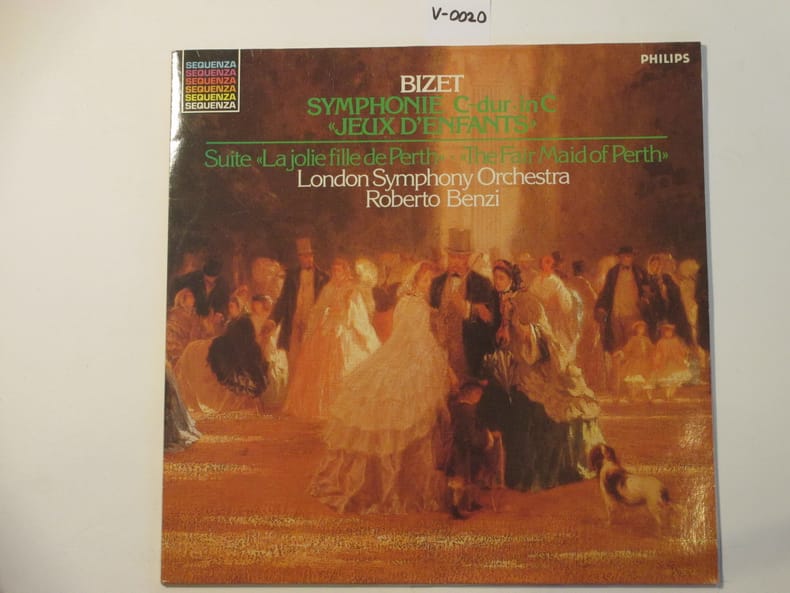 V-0020
SEQUENZA
SEQUENZA
SEQUENZA
SEQUENZA
SEQUENZA
SEQUENZA
PHILIPS
BIZET
SYMPHONIE C-dur in C
«JEUX D'ENFANTS»
Suite «La jolie fille de Perth» · «The Fair Maid of Perth»
London Symphony Orchestra
Roberto Benzi